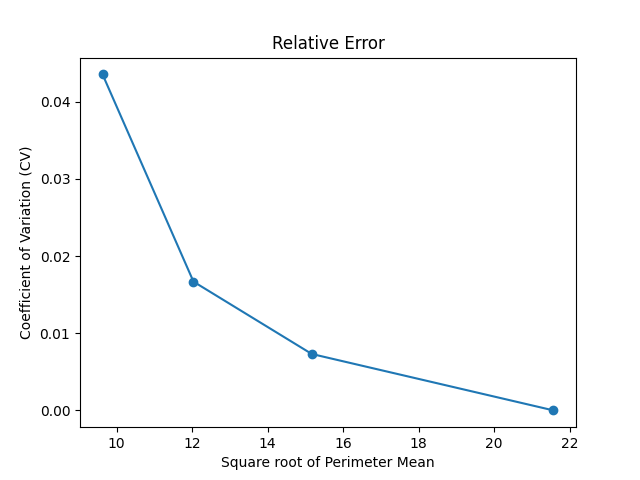 Relative Error
Coefficient of Variation (CV)
0.04
0.03
0.02
0.01
0.00
10 12 14 16 18 20 22
Square root of Perimeter Mean